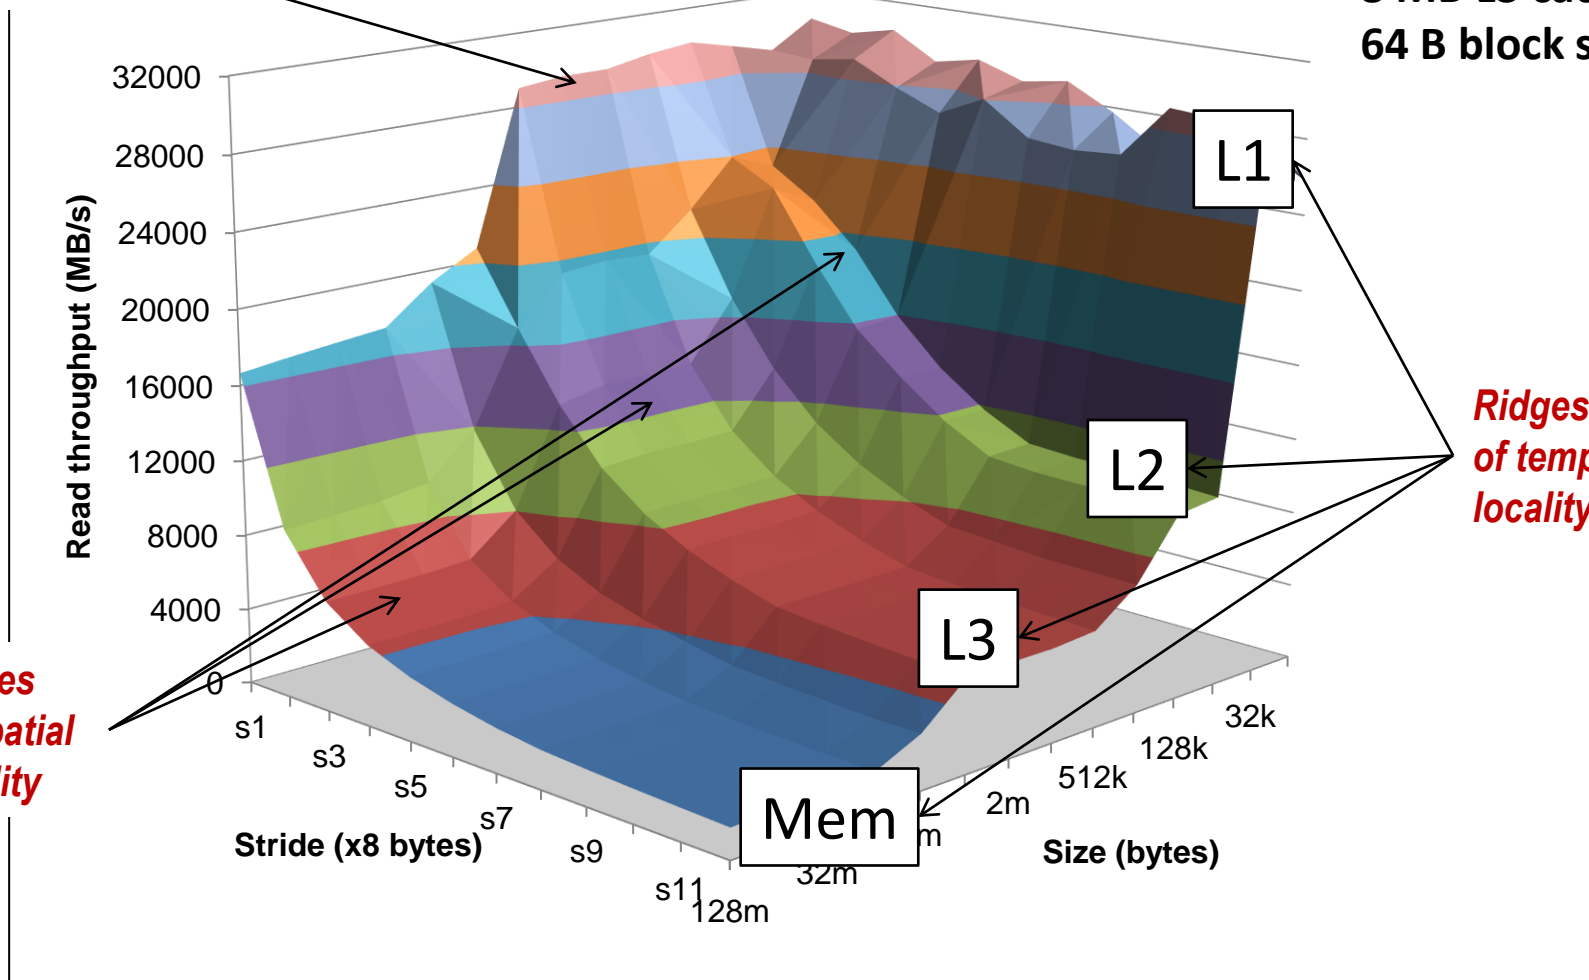 64 B block s
32000
28000
24000
20000
16000
12000
8000
4000
0
Read throughput (MB/s)
L1
L2
L3
Mem
Ridges
of temp
locality
es
patial
lity
s1
s3
s5
s7
s9
s11
Stride (x8 bytes)
128m
32m
m
2m
512k
128k
32k
Size (bytes)